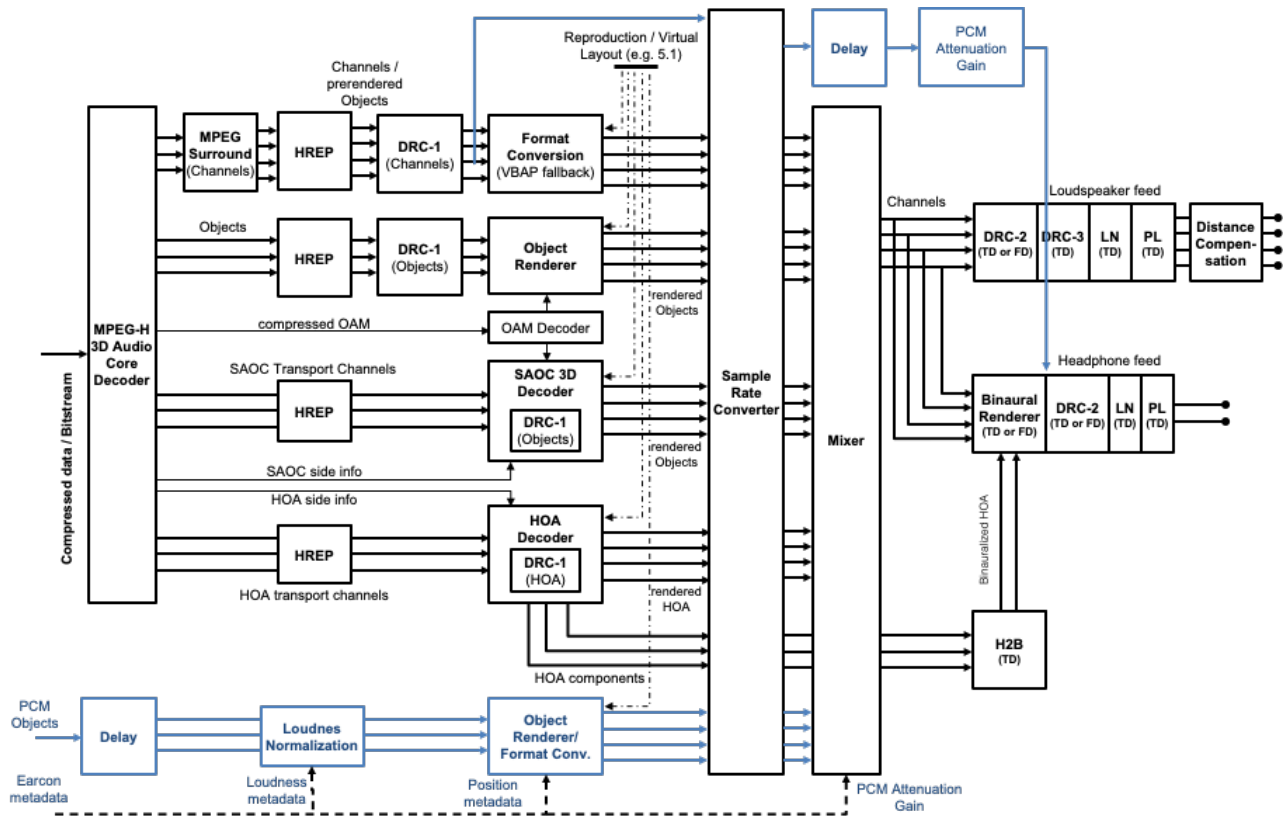 Reproduction / Virtual
Layout (e.g. 5.1)
Delay
PCM
Attenuation
Gain
Channels /
prerendered
Objects
MPEG
Surround
(Channels)
HREP
DRC-1
(Channels)
Format
Conversion
(VBAP fallback)
Objects
HREP
DRC-1
(Objects)
Object
Renderer
rendered
Objects
compressed OAM
OAM Decoder
MPEG-H
3D Audio
Core
Decoder
Compressed data / Bitstream
SAOC Transport Channels
HREP
SAOC 3D
Decoder
DRC-1
(Objects)
rendered
Objects
SAOC side info
HOA side info
HREP
HOA transport channels
HOA
Decoder
DRC-1
(HOA)
rendered
HOA
HOA components
Sample
Rate
Converter
Mixer
Channels
Loudspeaker feed
DRC-2
(TD or FD)
DRC-3
(TD)
LN
(TD)
PL
(TD)
Distance
Compen-
sation
Headphone feed
Binaural
Renderer
(TD or FD)
DRC-2
(TD or FD)
LN
(TD)
PL
(TD)
Binauralized HOA
H2B
(TD)
PCM
Objects
Delay
Loudnes
Normalization
Object
Renderer/
Format Conv.
Earcon
metadata
Loudness
metadata
Position
metadata
PCM Attenuation
Gain